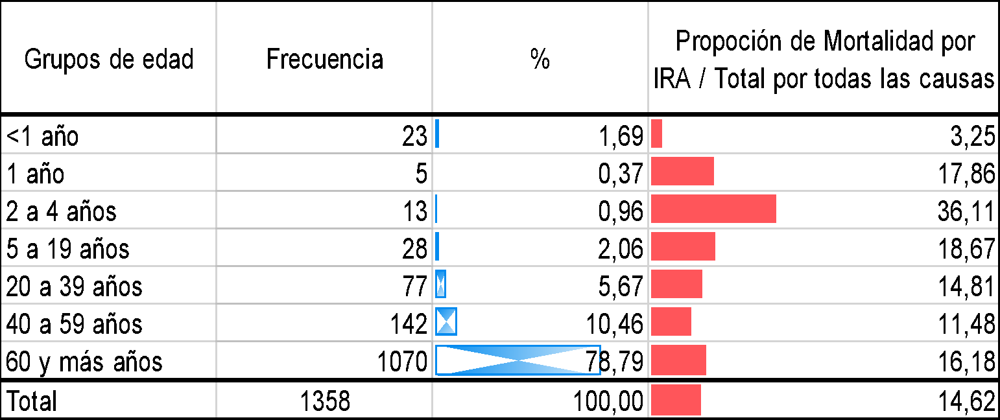 Grupos de edad Frecuencia % Propoción de Mortalidad por
IRA / Total por todas las causas
<1 año 23 1,69 3,25
1 año 5 0,37 17,86
2 a 4 años 13 0,96 36,11
5 a 19 años 28 2,06 18,67
20 a 39 años 77 5,67 14,81
40 a 59 años 142 10,46 11,48
60 y más años 1070 78,79 16,18
Total 1358 100,00 14,62